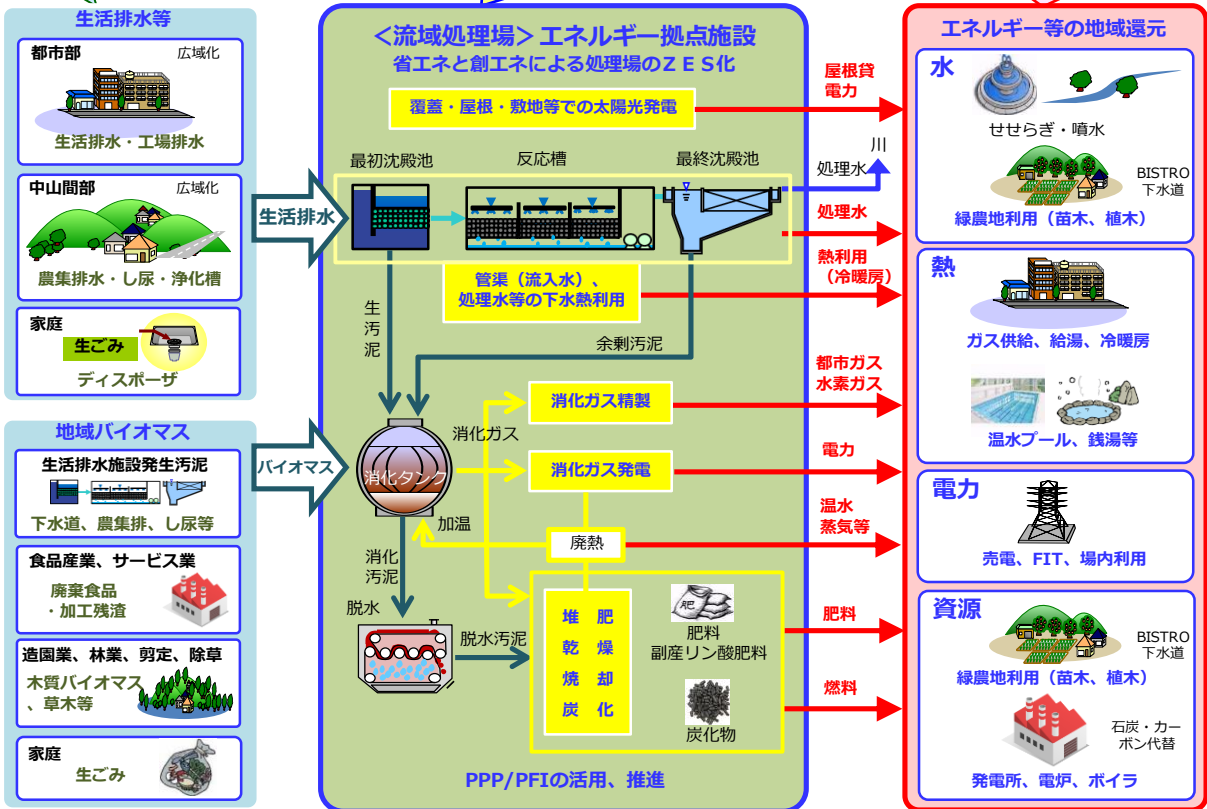 生活排水等
都市部
広域化
生活排水・工場排水
中山間部
広域化
農集排水・し尿・浄化槽
家庭
生ごみ
ディスポーザ
地域バイオマス
生活排水施設発生汚泥
下水道、農集排、し尿等
食品産業、サービス業
廃棄食品
・加工残渣
造園業、林業、剪定、除草
木質バイオマス
、草木等
家庭
生ごみ
生活排水
バイオマス
<流域処理場>エネルギー拠点施設
省エネと創エネによる処理場のZES化
覆蓋・屋根・敷地等での太陽光発電
最初沈殿池
反応槽
最終沈殿池
管渠（流入水）、
処理水等の下水熱利用
生汚泥
余剰汚泥
消化ガス
消化ガス精製
消化タンク
消化ガス発電
加温
廃熱
消化
汚泥
脱水
脱水汚泥
堆肥
乾燥
焼却
炭化
肥
肥料
副産リン酸肥料
炭化物
PPP/PFIの活用、推進
屋根貸
電力
川
処理水
処理水
熱利用
（冷暖房）
都市ガス
水素ガス
電力
温水
蒸気等
肥料
燃料
エネルギー等の地域還元
水
せせらぎ・噴水
BISTRO
下水道
緑農地利用（苗木、植木）
熱
ガス供給、給湯、冷暖房
温水プール、銭湯等
電力
売電、FIT、場内利用
資源
BISTRO
下水道
緑農地利用（苗木、植木）
石炭・カー
ボン代替
発電所、電炉、ボイラ